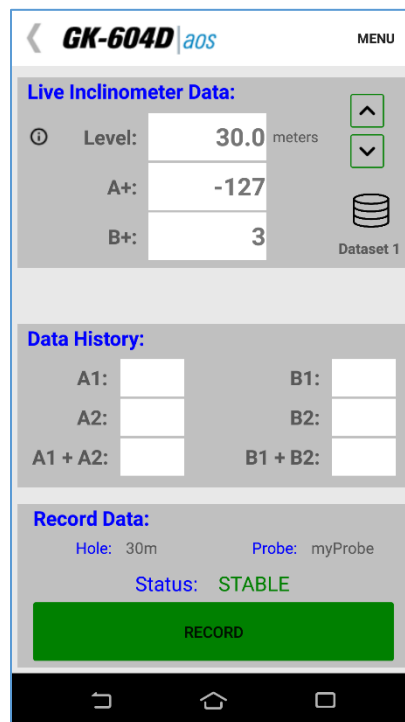 GK-604D|aos MENU
Live Inclinometer Data:
Level: 30.0 meters
A+: -127
B+: 3
Dataset 1
Data History:
A1: B1:
A2: B2:
A1 + A2: B1 + B2:
Record Data:
Hole: 30m Probe: myProbe
Status: STABLE
RECORD